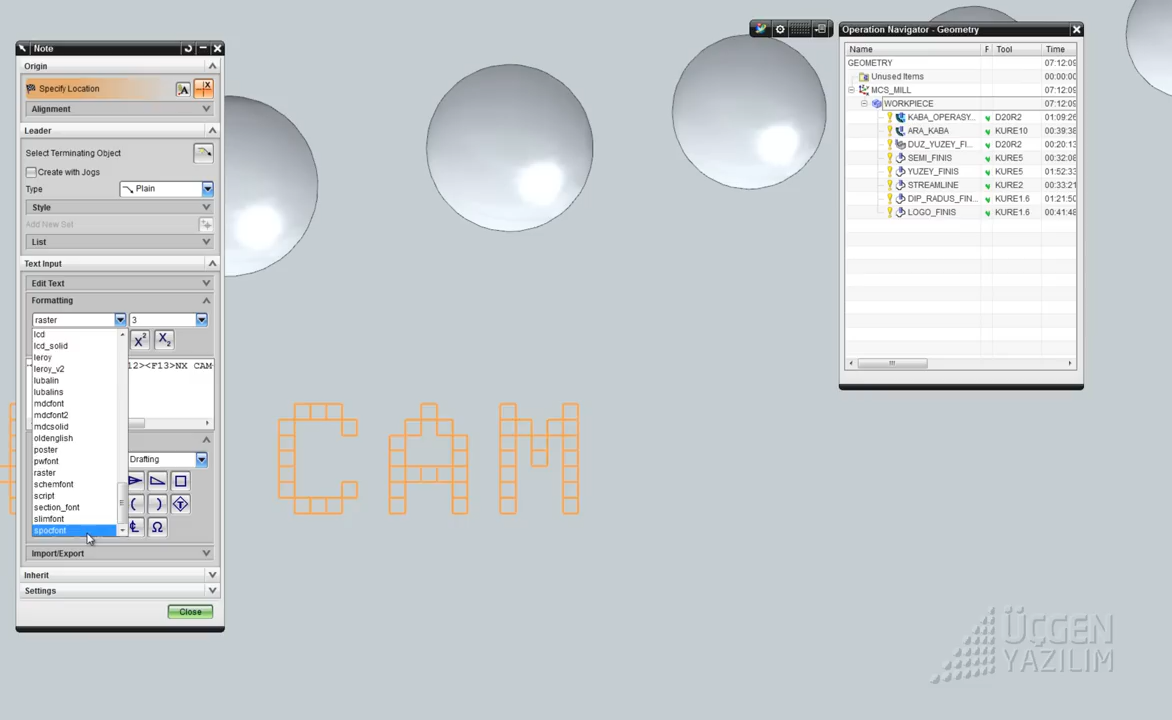 Note
Origin
Specify Location
Alignment
Leader
Select Terminating Object
Create with Jogs
Type
Plain
Style
Add New Set
List
Text Input
Edit Text
Formatting
raster
3
lcd
lcd_solid
leroy
leroy_v2
lubalin
lubalins
mdcfont
mdcfont2
mdcsolid
oldenglish
poster
pwfont
raster
schemfont
script
section_font
slimfont
spocfont
X²
X₂
12><F13>NX CAM
Drafting
Import/Export
Inherit
Settings
Close
CAM
Operation Navigator - Geometry
Name F Tool Time
GEOMETRY 07:12:09
Unused Items 00:00:00
MCS_MILL 07:12:09
WORKPIECE 07:12:09
KABA_OPERASY... D20R2 01:09:26
ARA_KABA KURE10 00:39:38
DUZ_YUZEY_FI... D20R2 00:20:13
SEMI_FINIS KURE5 00:32:08
YUZEY_FINIS KURE5 01:52:33
STREAMLINE KURE2 00:33:21
DIP_RADUS_FIN... KURE1.6 01:21:50
LOGO_FINIS KURE1.6 00:41:48
ÜÇGEN
YAZILIM